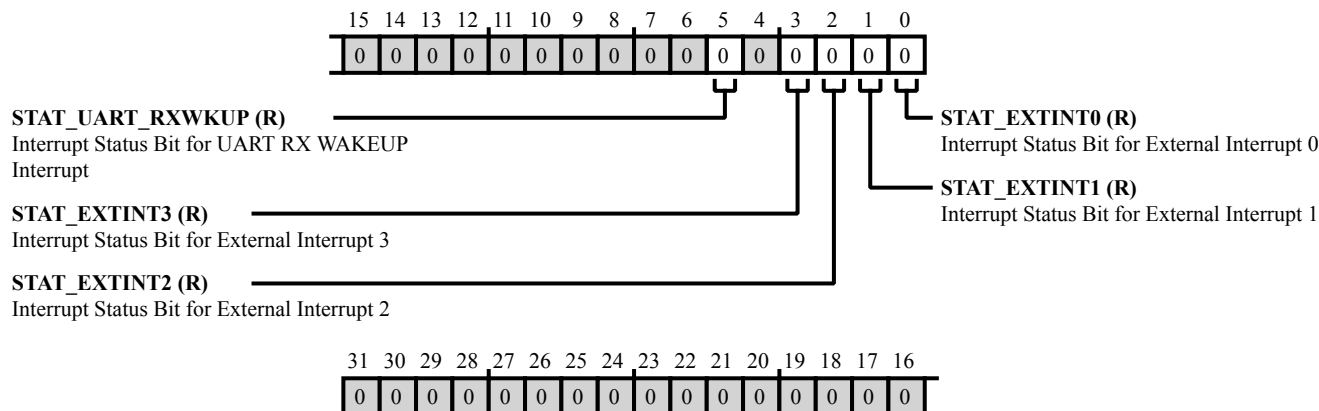 15 14 13 12 11 10 9 8 7 6 5 4 3 2 1 0
0 0 0 0 0 0 0 0 0 0 0 0 0 0 0 0
STAT_UART_RXWKUP (R)
Interrupt Status Bit for UART RX WAKEUP
Interrupt
STAT_EXTINT3 (R)
Interrupt Status Bit for External Interrupt 3
STAT_EXTINT2 (R)
Interrupt Status Bit for External Interrupt 2
STAT_EXTINT0 (R)
Interrupt Status Bit for External Interrupt 0
STAT_EXTINT1 (R)
Interrupt Status Bit for External Interrupt 1
31 30 29 28 27 26 25 24 23 22 21 20 19 18 17 16
0 0 0 0 0 0 0 0 0 0 0 0 0 0 0 0